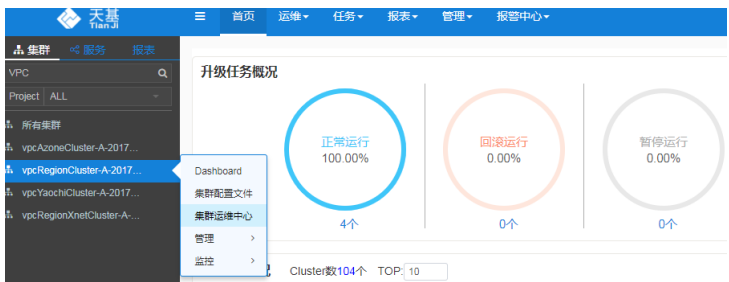 天基
Tian Ji
首页 运维 任务 报表 管理 报警中心
集群 服务 报表
VPC
Project ALL
所有集群
vpcAzoneCluster-A-2017...
vpcRegionCluster-A-2017...
vpcYaochiCluster-A-2017...
vpcRegionXnetCluster-A-...
Dashboard
集群配置文件
集群运维中心
管理
监控
升级任务概况
正常运行
100.00%
4个
回滚运行
0.00%
0个
暂停运行
0.00%
0个
Cluster数104个 TOP: 10